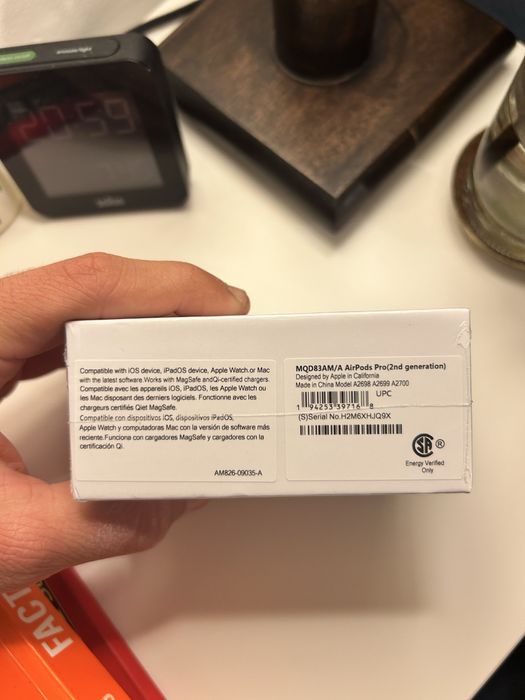 20:59
BRAUN
Compatible with iOS device, iPadOS device, Apple Watch or Mac
with the latest software.Works with MagSafe andQi-certified chargers.
Compatible avec les appareils iOS, iPadOS, les Apple Watch ou
les Mac disposant des derniers logiciels. Fonctionne avec les
chargeurs certifiés Qiet MagSafe.
Compatible con dispositivos iOS, dispositivos iPadOS,
Apple Watch y computadoras Mac con la versión de software más
reciente.Funciona con cargadores MagSafe y cargadores con la
certificación Qi.
AM826-09035-A
MQD83AM/A AirPods Pro(2nd generation)
Designed by Apple in California
Made in China Model A2698 A2699 A2700
UPC
1 94253 39716 8
(S)Serial No.H2M6XHJQ9X
SA ®
Energy Verified
Only
FACT